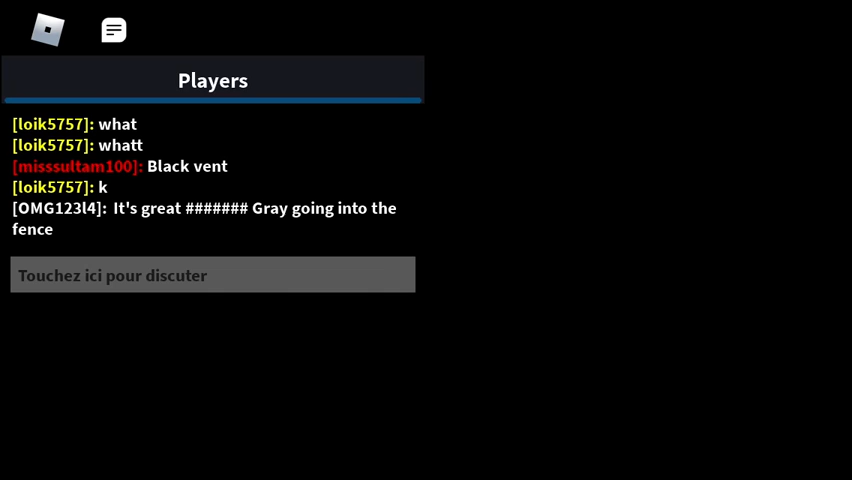 Players
[loik5757]: what
[loik5757]: whatt
[misssultam100]: Black vent
[loik5757]: k
[OMG123l4]: It's great ####### Gray going into the
fence
Touchez ici pour discuter